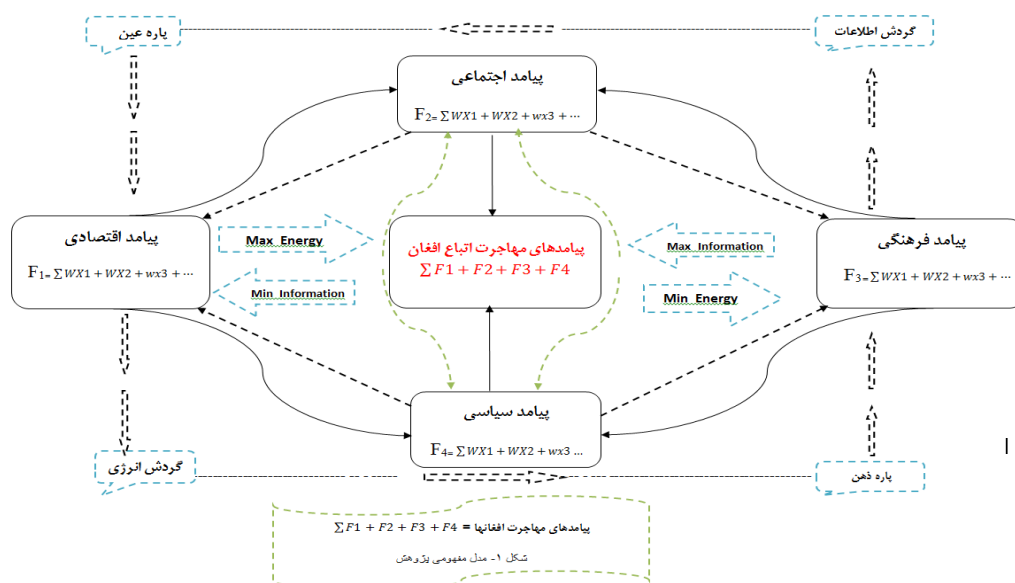 گردش اطلاعات
پاره عین
پیامد اجتماعی
F2= ∑WX1 + WX2 + wx3 + ⋯
پیامد فرهنگی
F3= ∑WX1 + WX2 + wx3 + ⋯
پیامدهای مهاجرت اتباع افغان
∑F1 + F2 + F3 + F4
پیامد اقتصادی
F1= ∑WX1 + WX2 + wx3 + ⋯
Max Energy
Min Information
Max Information
Min Energy
پیامد سیاسی
F4= ∑WX1 + WX2 + wx3 ...
پاره ذهن
گردش انرژی
پیامدهای مهاجرت افغانها = ∑F1 + F2 + F3 + F4
شکل ۱- مدل مفهومی پژوهش